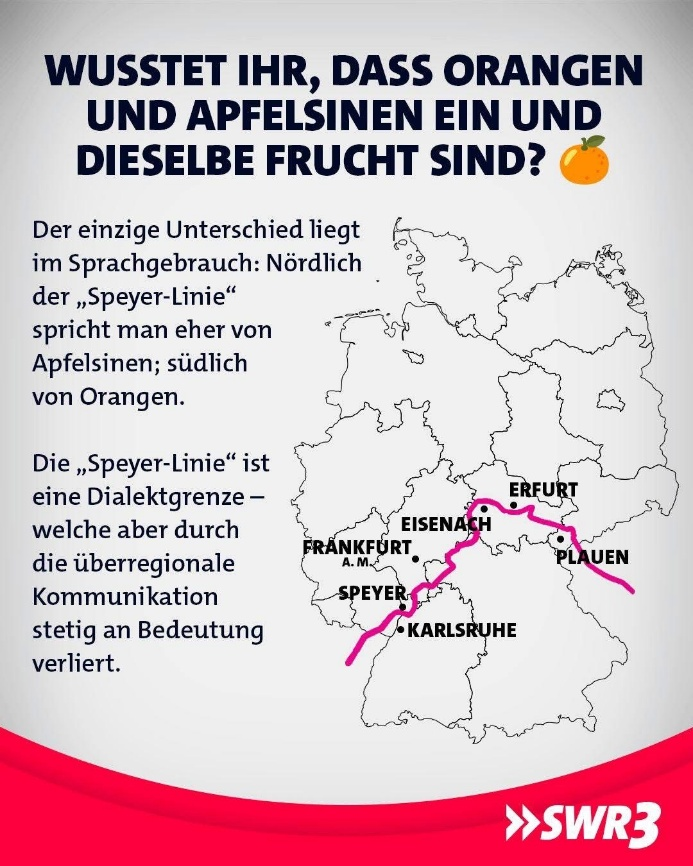 WUSSTET IHR, DASS ORANGEN
UND APFELSINEN EIN UND
DIESELBE FRUCHT SIND?
Der einzige Unterschied liegt
im Sprachgebrauch: Nördlich
der „Speyer-Linie“
spricht man eher von
Apfelsinen; südlich
von Orangen.
Die „Speyer-Linie“ ist
eine Dialektgrenze –
welche aber durch
die überregionale
Kommunikation
stetig an Bedeutung
verliert.
ERFURT
EISENACH
FRANKFURT
A. M.
PLAUEN
SPEYER
KARLSRUHE
SWR3